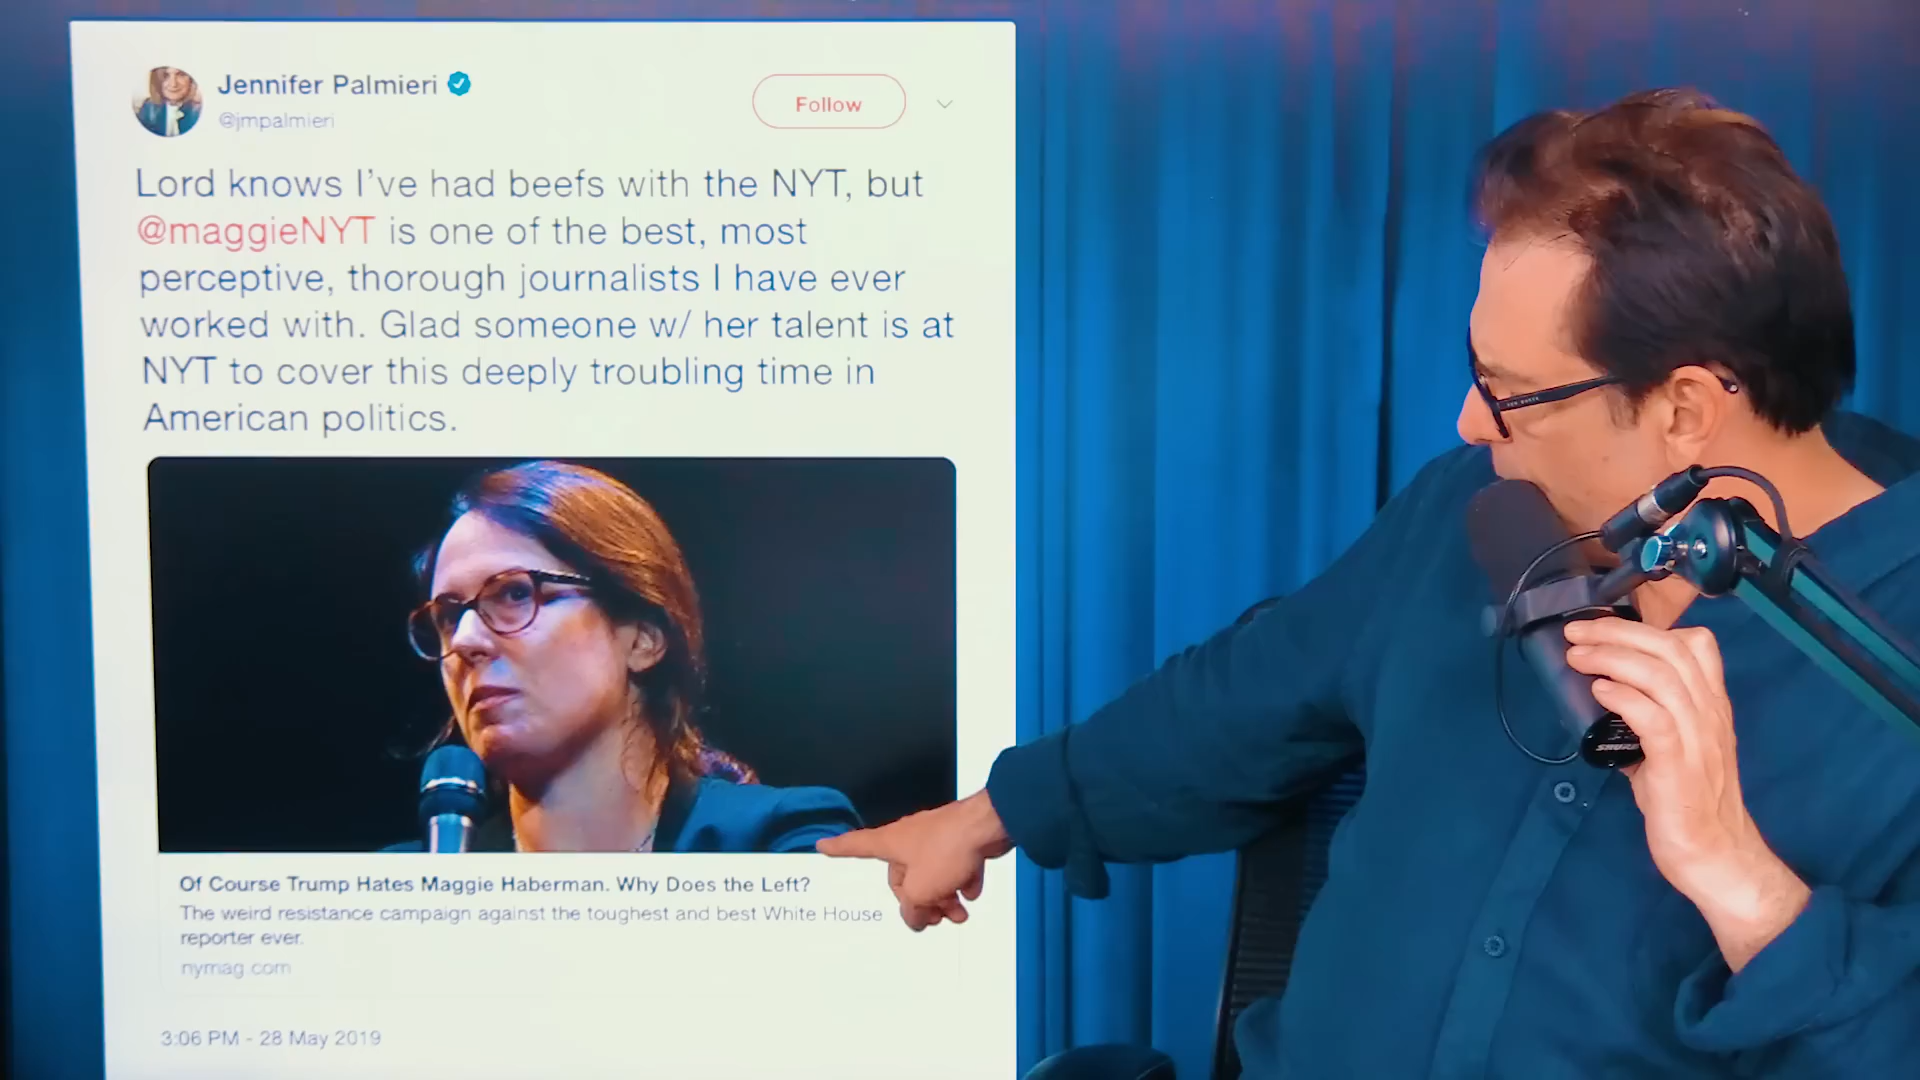 Jennifer Palmieri
@jmpalmieri
Follow
Lord knows I've had beefs with the NYT, but
@maggieNYT is one of the best, most
perceptive, thorough journalists I have ever
worked with. Glad someone w/ her talent is at
NYT to cover this deeply troubling time in
American politics.
Of Course Trump Hates Maggie Haberman. Why Does the Left?
The weird resistance campaign against the toughest and best White House
reporter ever.
nymag.com
3:06 PM - 28 May 2019
SHURE